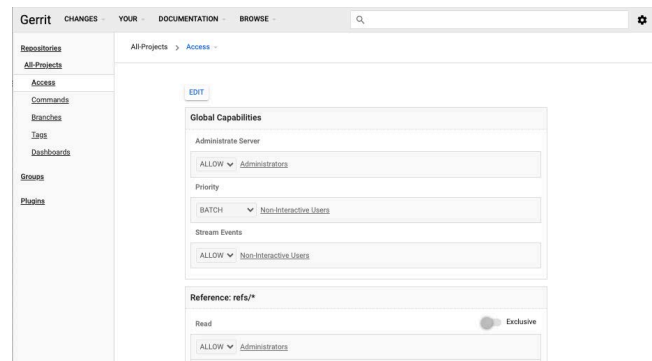 Gerrit CHANGES YOUR DOCUMENTATION BROWSE
Repositories
All-Projects
Access
Commands
Branches
Tags
Dashboards
Groups
Plugins
All-Projects > Access
EDIT
Global Capabilities
Administrate Server
ALLOW Administrators
Priority
BATCH Non-Interactive Users
Stream Events
ALLOW Non-Interactive Users
Reference: refs/*
Read Exclusive
ALLOW Administrators